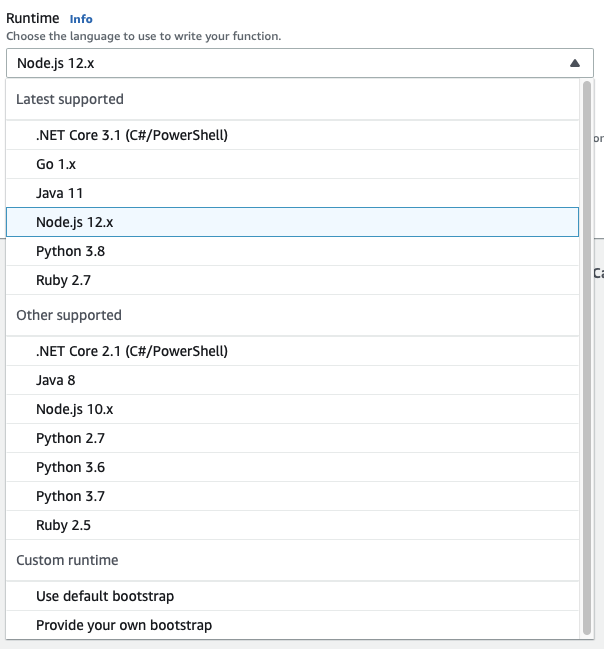 Runtime Info
Choose the language to use to write your function.
Node.js 12.x
Latest supported
.NET Core 3.1 (C#/PowerShell)
Go 1.x
Java 11
Node.js 12.x
Python 3.8
Ruby 2.7
Other supported
.NET Core 2.1 (C#/PowerShell)
Java 8
Node.js 10.x
Python 2.7
Python 3.6
Python 3.7
Ruby 2.5
Custom runtime
Use default bootstrap
Provide your own bootstrap